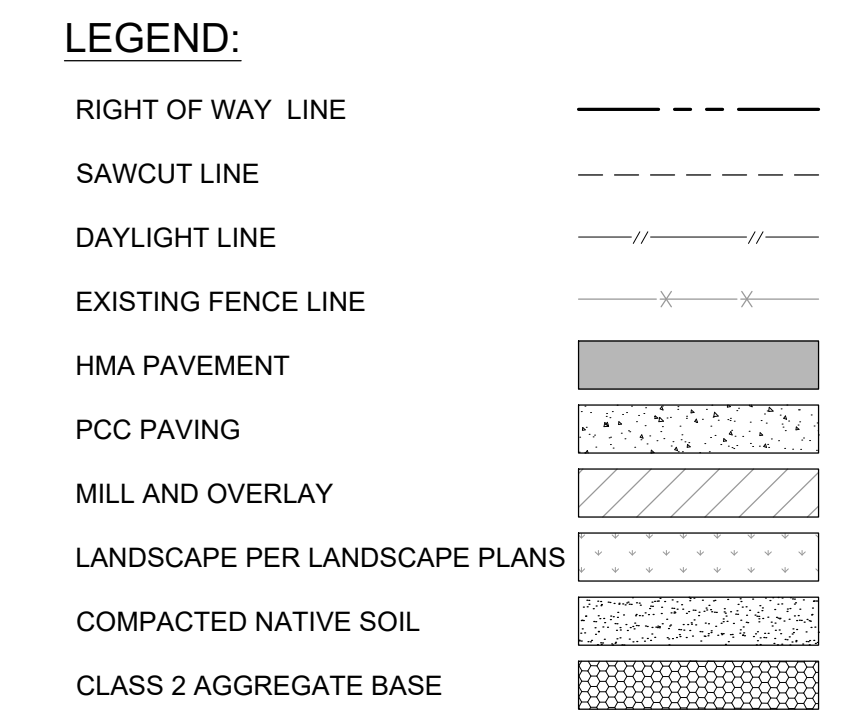 LEGEND:
RIGHT OF WAY LINE
SAWCUT LINE
DAYLIGHT LINE
EXISTING FENCE LINE
HMA PAVEMENT
PCC PAVING
MILL AND OVERLAY
LANDSCAPE PER LANDSCAPE PLANS
COMPACTED NATIVE SOIL
CLASS 2 AGGREGATE BASE